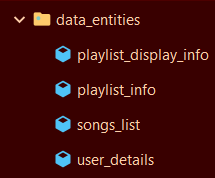 data_entities
playlist_display_info
playlist_info
songs_list
user_details